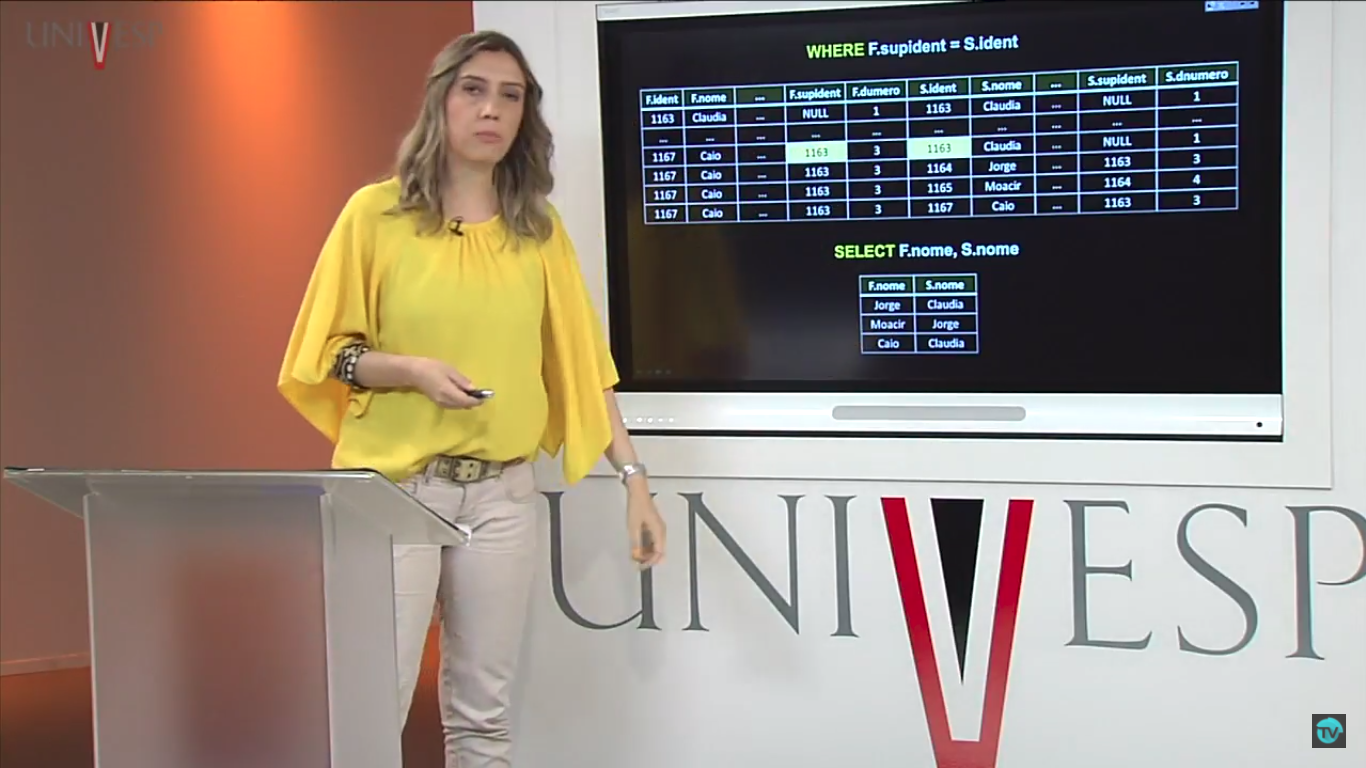 UNIVESP
WHERE F.supident = S.ident
F.ident F.nome ... F.supident F.dumero S.ident S.nome ... S.supident S.dnumero
1163 Claudia ... NULL 1 1163 Claudia ... NULL 1
... ... ... ... ... ... ... ... ... ...
1167 Caio ... 1163 3 1163 Claudia ... NULL 1
1167 Caio ... 1163 3 1164 Jorge ... 1163 3
1167 Caio ... 1163 3 1165 Moacir ... 1164 4
1167 Caio ... 1163 3 1167 Caio ... 1163 3
SELECT F.nome, S.nome
F.nome S.nome
Jorge Claudia
Moacir Jorge
Caio Claudia
UNIVESP
TV